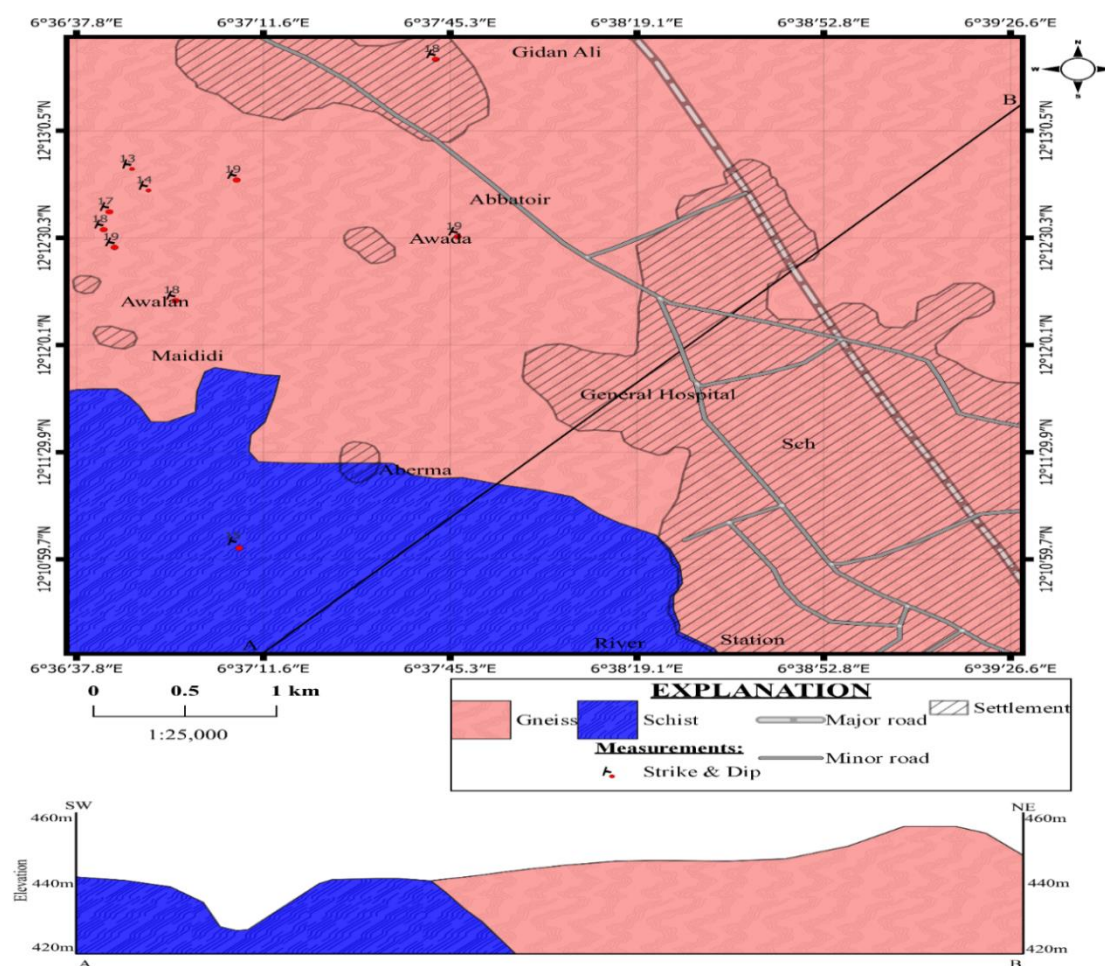 6°36'37.8"E 6°37'11.6"E 6°37'45.3"E 6°38'19.1"E 6°38'52.8"E 6°39'26.6"E
N
W E
S
18
Gidan Ali
B
12°13'0.5"N 12°13'0.5"N
13
14
19
17
18
19
Abbatoir
19
Awada
12°12'30.3"N 12°12'30.3"N
18
Awalan
12°12'0.1"N 12°12'0.1"N
Maididi
General Hospital
Sch
12°11'29.9"N 12°11'29.9"N
Aberma
12°10'59.7"N 12°10'59.7"N
A
River
Station
6°36'37.8"E 6°37'11.6"E 6°37'45.3"E 6°38'19.1"E 6°38'52.8"E 6°39'26.6"E
0 0.5 1 km
1:25,000
EXPLANATION
Gneiss
Schist
Major road
Settlement
Measurements:
Strike & Dip
Minor road
SW NE
460m 460m
Elevation
440m 440m
420m 420m
A B